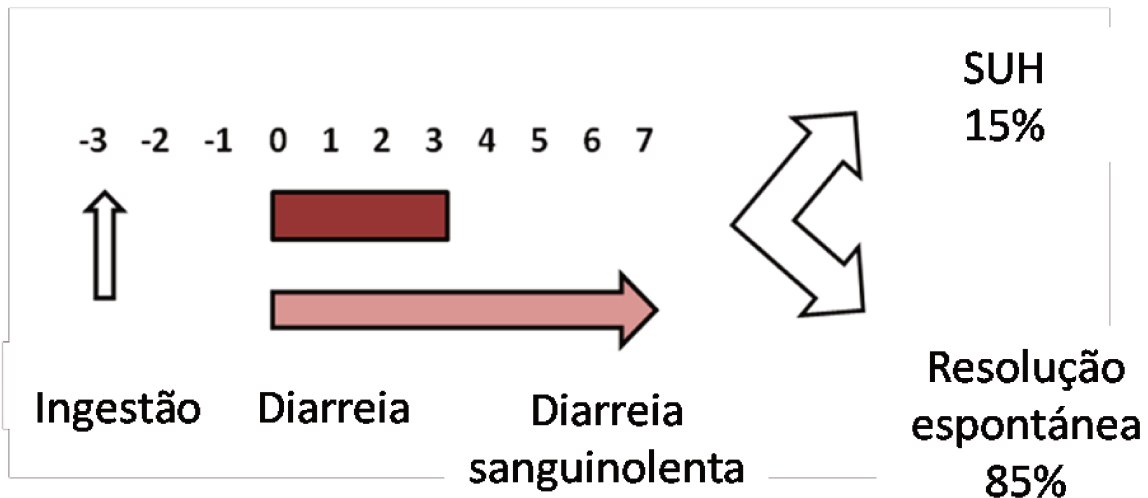 SUH
15%
-3 -2 -1 0 1 2 3 4 5 6 7
Ingestão
Diarreia
Diarreia
sanguinolenta
Resolução
espontánea
85%